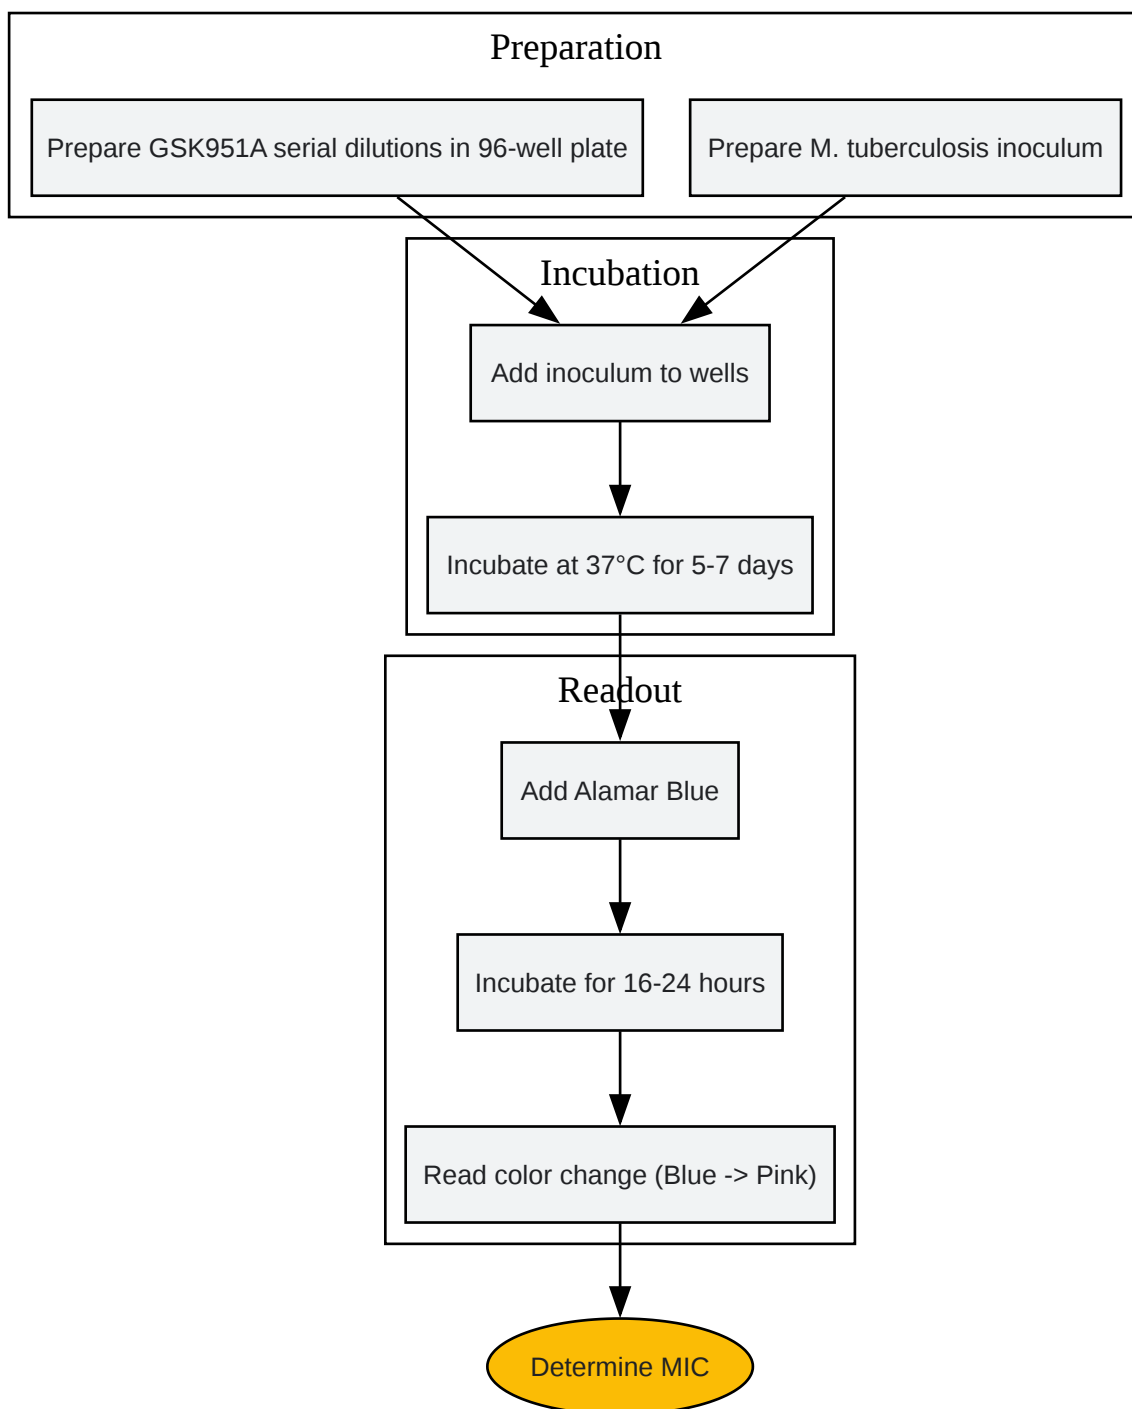 Preparation
Prepare GSK951A serial dilutions in 96-well plate
Prepare M. tuberculosis inoculum
Incubation
Add inoculum to wells
Incubate at 37°C for 5-7 days
Readout
Add Alamar Blue
Incubate for 16-24 hours
Read color change (Blue -> Pink)
Determine MIC